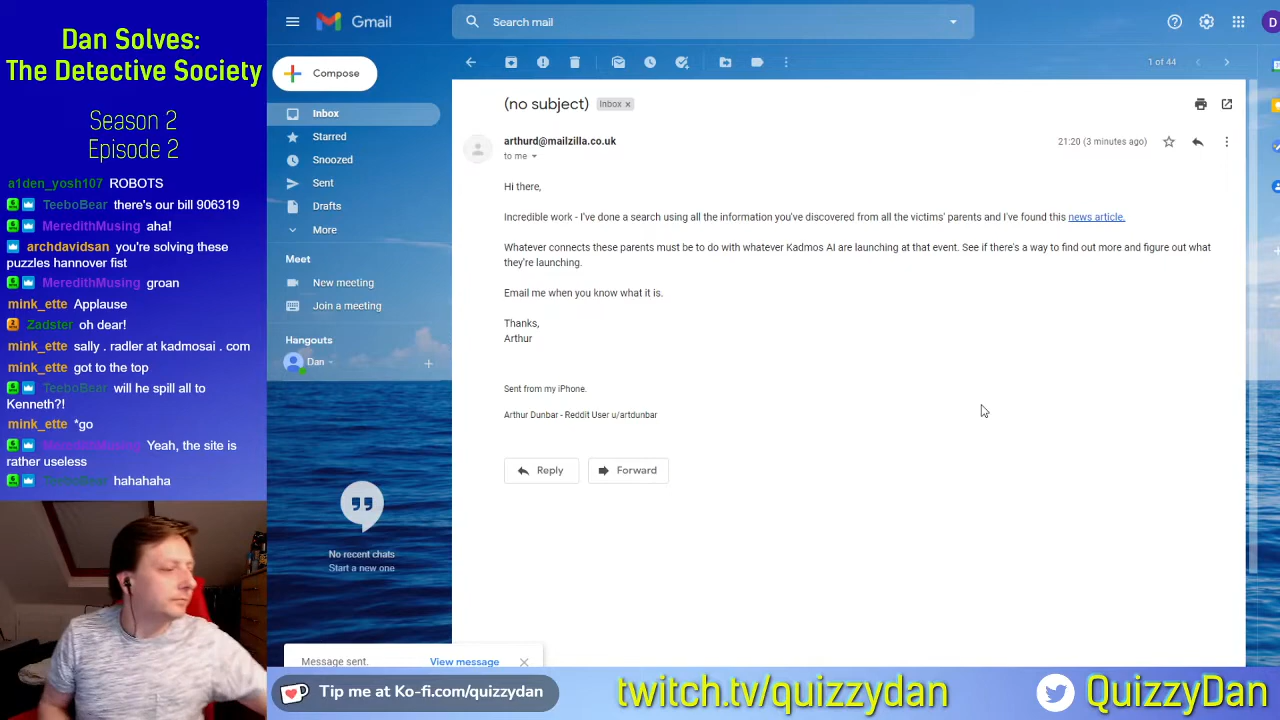 Dan Solves:
The Detective Society
Season 2
Episode 2
a1den_yosh107 ROBOTS
TeeboBear there's our bill 906319
MeredithMusing aha!
archdavidsan you're solving these
puzzles hannover fist
MeredithMusing groan
mink_ette Applause
Zadster oh dear!
mink_ette sally . radler at kadmosai . com
mink_ette got to the top
TeeboBear will he spill all to
Kenneth?!
mink_ette *go
MeredithMusing Yeah, the site is
rather useless
TeeboBear hahahaha
Gmail
Search mail
D
Compose
Inbox
Starred
Snoozed
Sent
Drafts
More
Meet
New meeting
Join a meeting
Hangouts
Dan
No recent chats
Start a new one
1 of 44
(no subject) Inbox x
arthurd@mailzilla.co.uk
21:20 (3 minutes ago)
to me
Hi there,
Incredible work - I've done a search using all the information you've discovered from all the victims' parents and I've found this news article.
Whatever connects these parents must be to do with whatever Kadmos AI are launching at that event. See if there's a way to find out more and figure out what
they're launching.
Email me when you know what it is.
Thanks,
Arthur
Sent from my iPhone.
Arthur Dunbar - Reddit User u/artdunbar
Reply
Forward
Message sent. View message
Tip me at Ko-fi.com/quizzydan
twitch.tv/quizzydan
QuizzyDan